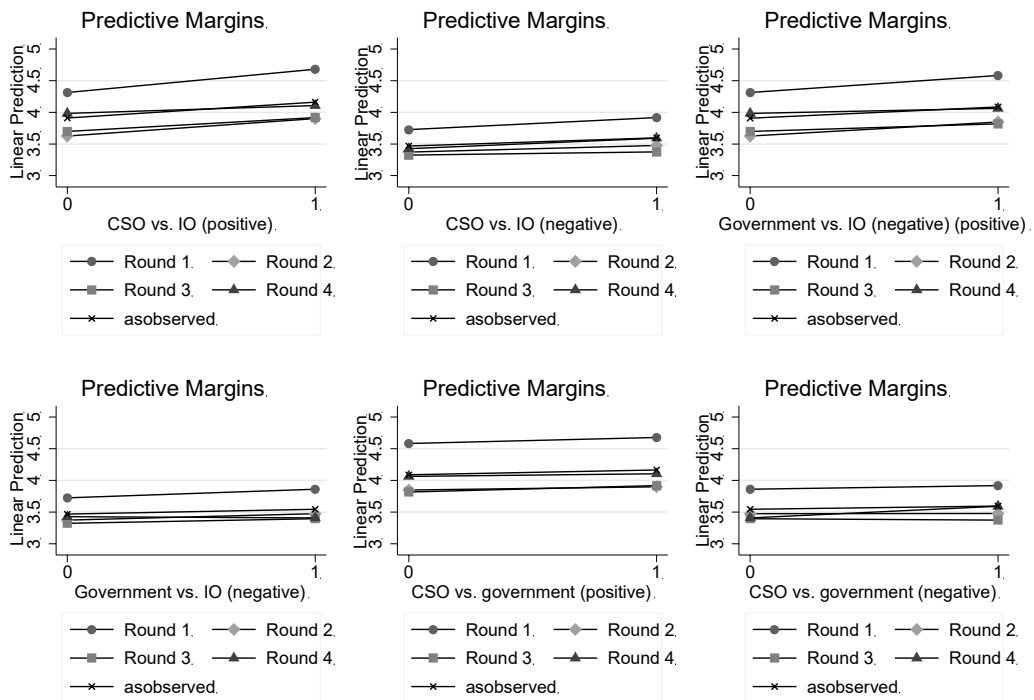 Predictive Margins.
Linear Prediction
5.
4.5.
4.
3.5.
3.
0
1.
CSO vs. IO (positive).
Round 1.
Round 2.
Round 3.
Round 4.
asobserved.
Predictive Margins.
Linear Prediction
5.
4.5.
4.
3.5.
3.
0
1.
CSO vs. IO (negative).
Round 1.
Round 2.
Round 3.
Round 4.
asobserved.
Predictive Margins.
Linear Prediction
5.
4.5.
4.
3.5.
3.
0
1.
Government vs. IO (negative) (positive).
Round 1.
Round 2.
Round 3.
Round 4.
asobserved.
Predictive Margins.
Linear Prediction
5.
4.5.
4.
3.5.
3.
0
1.
Government vs. IO (negative).
Round 1.
Round 2.
Round 3.
Round 4.
asobserved.
Predictive Margins.
Linear Prediction
5.
4.5.
4.
3.5.
3.
0
1.
CSO vs. government (positive).
Round 1.
Round 2.
Round 3.
Round 4.
asobserved.
Predictive Margins.
Linear Prediction
5.
4.5.
4.
3.5.
3.
0
1.
CSO vs. government (negative).
Round 1.
Round 2.
Round 3.
Round 4.
asobserved.